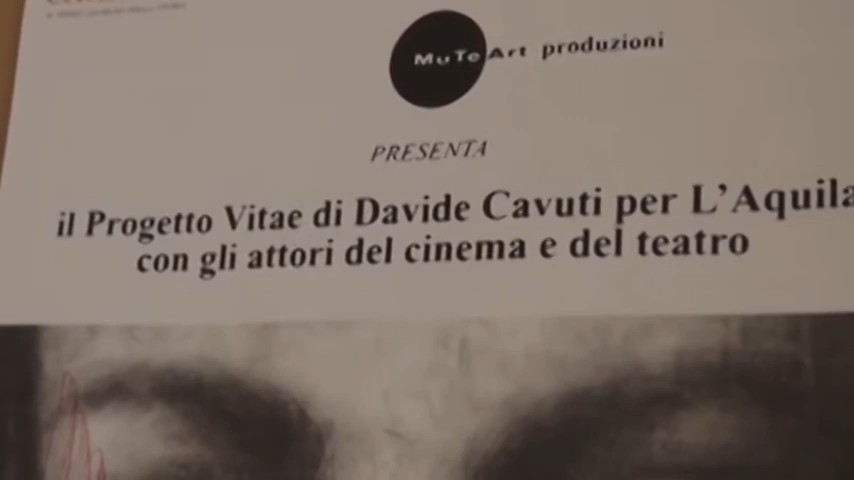 MuTeArt produzioni
PRESENTA
il Progetto Vitae di Davide Cavuti per L'Aquila
con gli attori del cinema e del teatro